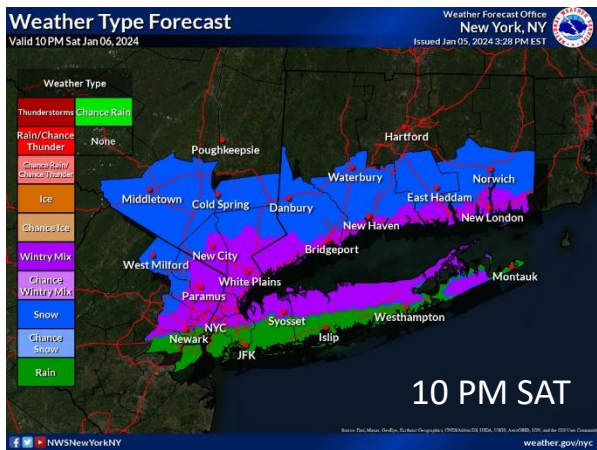 Weather Type Forecast
Valid 10 PM Sat Jan 06, 2024
Weather Forecast Office
New York, NY
Issued Jan 05, 2024 3:28 PM EST
Weather Type
Thunderstorms
Chance Rain
Rain/Chance
Thunder
None
Chance Rain/
Chance Thunder
Ice
Chance Ice
Wintry Mix
Chance
Wintry Mix
Snow
Chance
Snow
Rain
Poughkeepsie
Hartford
Waterbury
Norwich
Middletown
Cold Spring
Danbury
East Haddam
New London
New Haven
West Milford
New City
Bridgeport
White Plains
Montauk
Paramus
NYC
Syosset
Westhampton
Newark
Islip
JFK
10 PM SAT
NWSNewYorkNY
weather.gov/nyc